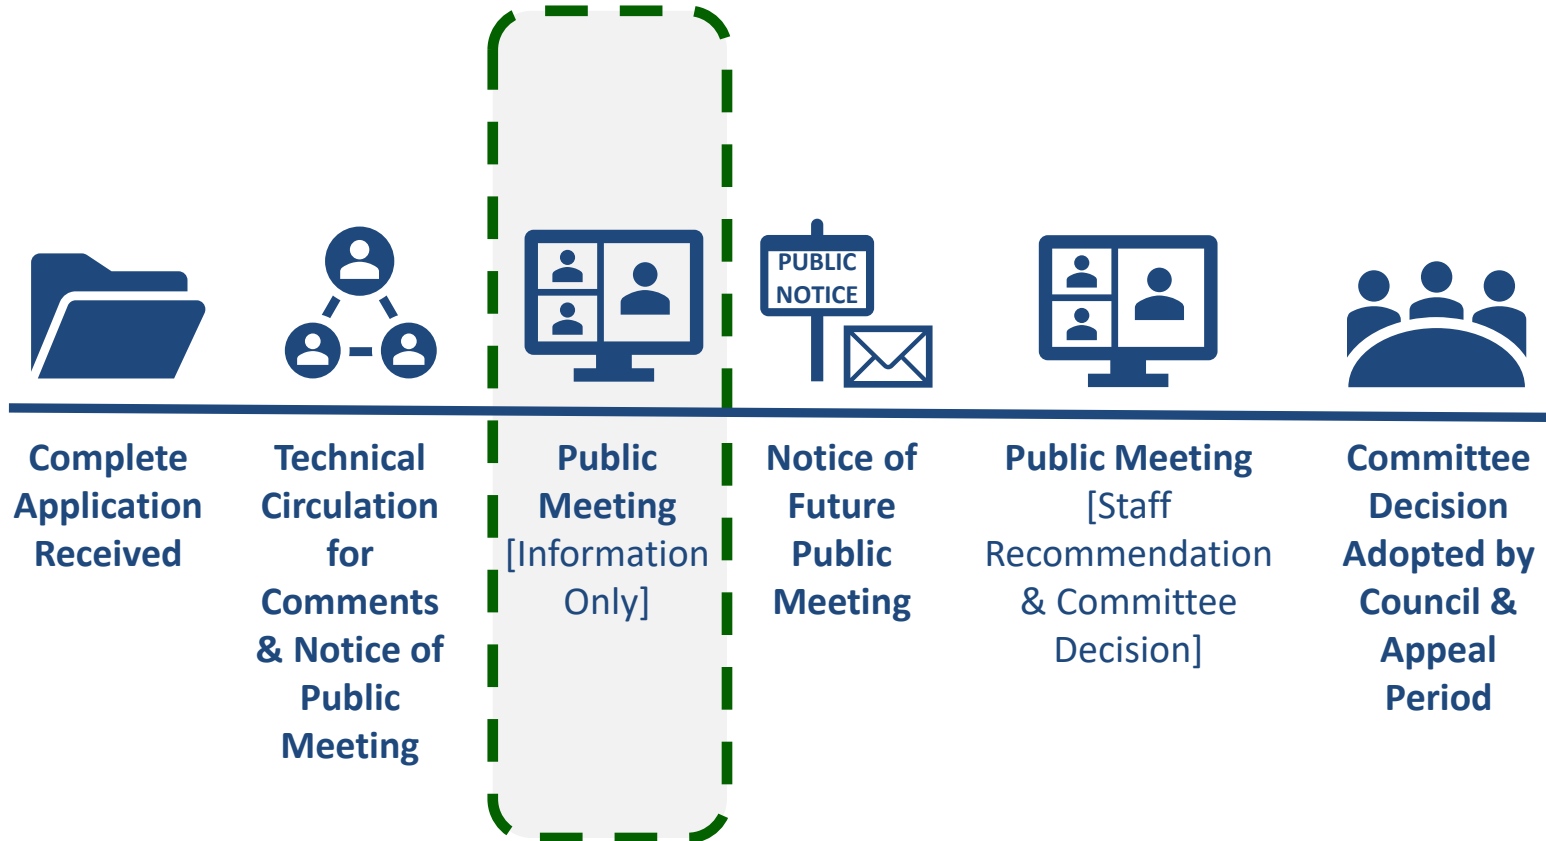 PUBLIC
NOTICE
Complete
Application
Received
Technical
Circulation
for
Comments
& Notice of
Public
Meeting
Public
Meeting
[Information
Only]
Notice of
Future
Public
Meeting
Public Meeting
[Staff
Recommendation
& Committee
Decision]
Committee
Decision
Adopted by
Council &
Appeal
Period